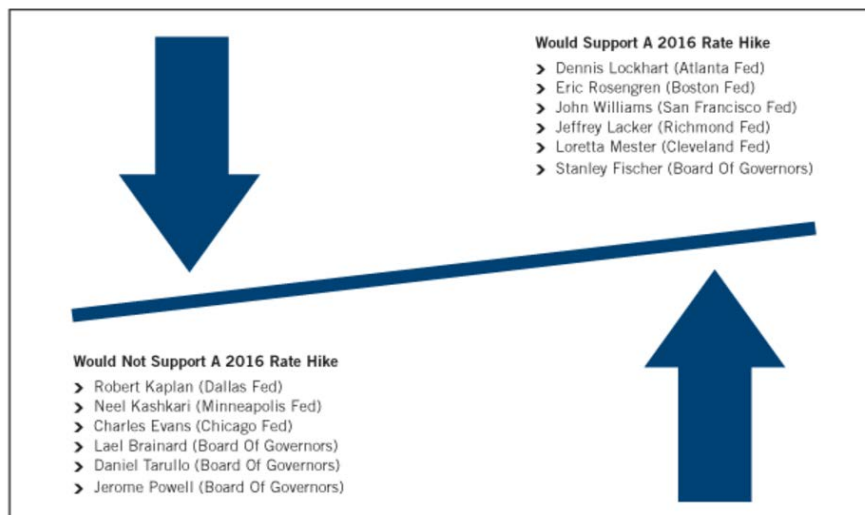 Would Support A 2016 Rate Hike
› Dennis Lockhart (Atlanta Fed)
› Eric Rosengren (Boston Fed)
› John Williams (San Francisco Fed)
› Jeffrey Lacker (Richmond Fed)
› Loretta Mester (Cleveland Fed)
› Stanley Fischer (Board Of Governors)
Would Not Support A 2016 Rate Hike
› Robert Kaplan (Dallas Fed)
› Neel Kashkari (Minneapolis Fed)
› Charles Evans (Chicago Fed)
› Lael Brainard (Board Of Governors)
› Daniel Tarullo (Board Of Governors)
› Jerome Powell (Board Of Governors)